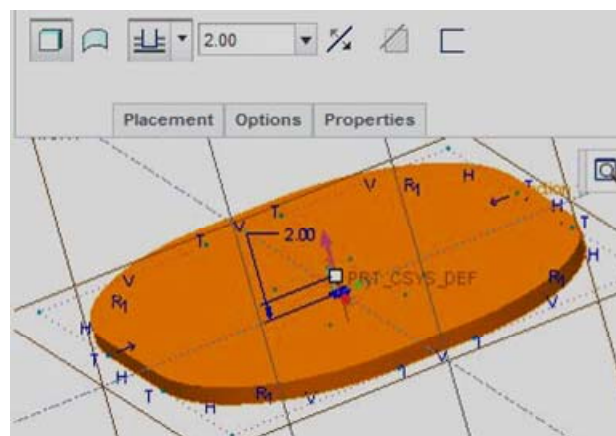 2.00
Placement Options Properties
V R1 H
T
V
T
H
T
V
2.00
T
V
PRT_CSYS_DEF
R1
H
R1
H
V
T
H
V
T
H
R1
V